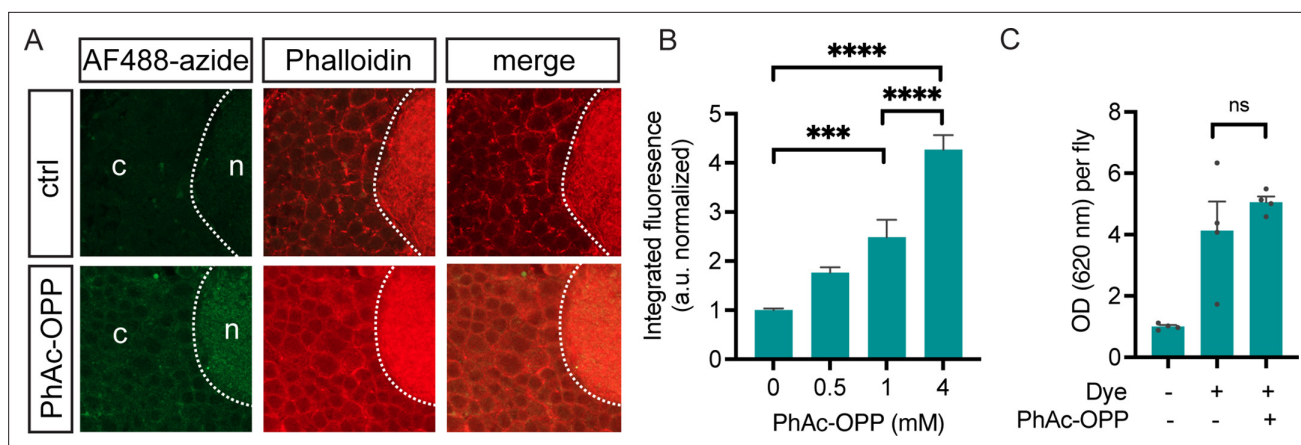 A
AF488-azide Phalloidin merge
ctrl
c n
PhAc-OPP
c n
B
Integrated fluoresence
(a.u. normalized)
5
4
3
2
1
0
****
****
***
0 0.5 1 4
PhAc-OPP (mM)
C
OD (620 nm) per fly
8
6
4
2
0
ns
Dye - + +
PhAc-OPP - - +